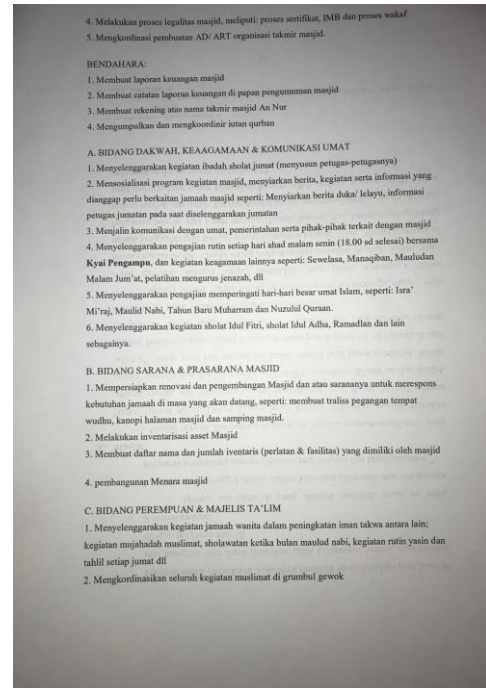 4. Melakukan proses legalitas masjid, meliputi: proses sertifikat, IMB dan proses wakaf
5. Mengkordinasi pembuatan AD/ ART organisasi takmir masjid.
BENDAHARA:
1. Membuat laporan keuangan masjid
2. Membuat catatan laporan keuangan di papan pengumuman masjid
3. Membuat rekening atas nama takmir masjid An Nur
4. Mengumpulkan dan mengkoordinir iutan qurban
A. BIDANG DAKWAH, KEAAGAMAAN & KOMUNIKASI UMAT
1. Menyelenggarakan kegiatan ibadah sholat jumat (menyusun petugas-petugasnya)
2. Mensosialisasi program kegiatan masjid, menyiarkan berita, kegiatan serta informasi yang
dianggap perlu berkaitan jamaah masjid seperti: Menyiarkan berita duka/ lelayu, informasi
petugas jumatan pada saat diselenggarakan jumatan
3. Menjalin komunikasi dengan umat, pemerintahan serta pihak-pihak terkait dengan masjid
4. Menyelenggarakan pengajian rutin setiap hari ahad malam senin (18.00 sd selesai) bersama
Kyai Pengampu, dan kegiatan keagamaan lainnya seperti: Sewelasa, Manaqiban, Mauludan
Malam Jum'at, pelatihan mengurus jenazah, dll
5. Menyelenggarakan pengajian memperingati hari-hari besar umat Islam, seperti: Isra'
Mi'raj, Maulid Nabi, Tahun Baru Muharram dan Nuzulul Quraan.
6. Menyelenggarakan kegiatan sholat Idul Fitri, sholat Idul Adha, Ramadlan dan lain
sebagainya.
B. BIDANG SARANA & PRASARANA MASJID
1. Mempersiapkan renovasi dan pengembangan Masjid dan atau sarananya untuk merespons
kebutuhan jamaah di masa yang akan datang, seperti: membuat traliss pegangan tempat
wudhu, kanopi halaman masjid dan samping masjid.
2. Melakukan inventarisasi asset Masjid
3. Membuat daftar nama dan jumlah iventaris (perlatan & fasilitas) yang dimiliki oleh masjid
4. pembangunan Menara masjid
C. BIDANG PEREMPUAN & MAJELIS TA'LIM
1. Menyelenggarakan kegiatan jamaah wanita dalam peningkatan iman takwa antara lain;
kegiatan mujahadah muslimat, sholawatan ketika bulan maulud nabi, kegiatan rutin yasin dan
tahlil setiap jumat dll
2. Mengkordinasikan seluruh kegiatan muslimat di grumbul gewok